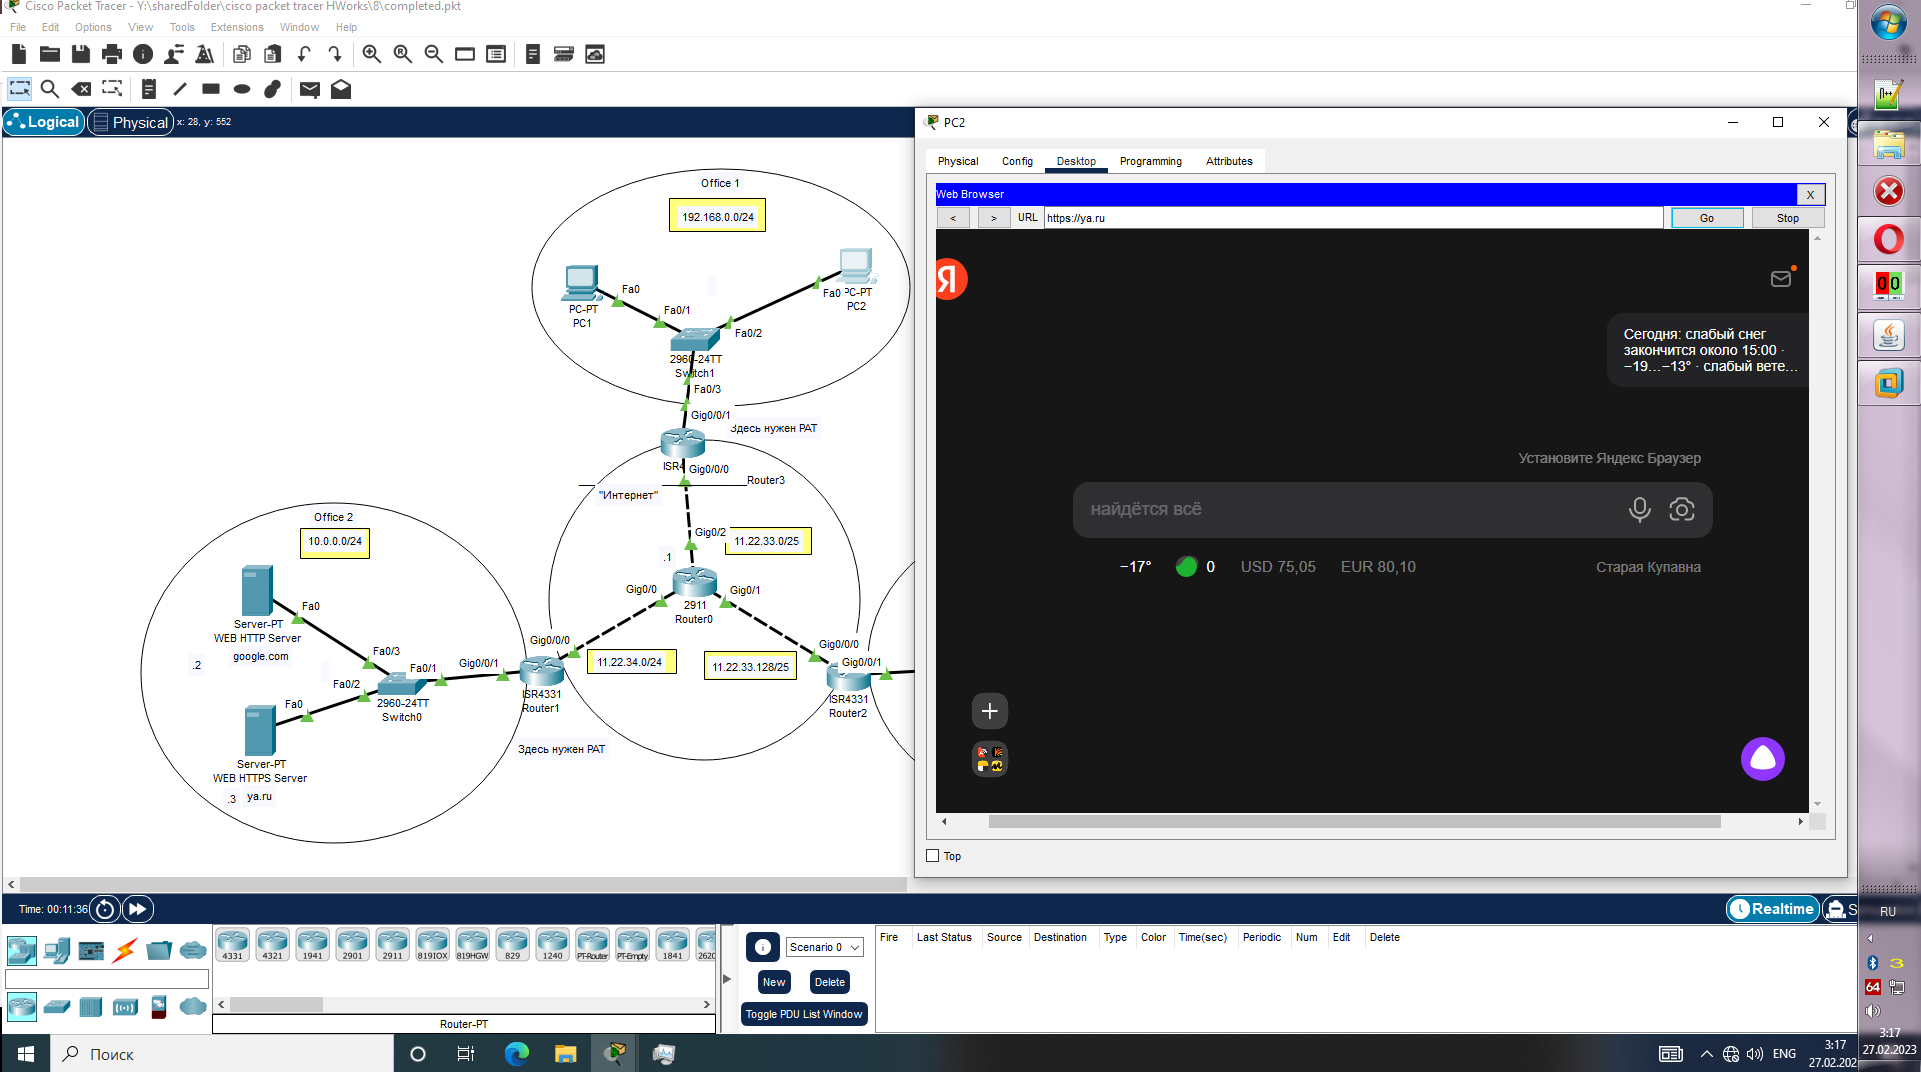 Cisco Packet Tracer - Y:\sharedFolder\cisco packet tracer HWorks\8\completed.pkt
File Edit Options View Tools Extensions Window Help
Logical Physical x: 28, y: 552
Office 1
192.168.0.0/24
Fa0
PC-PT
PC1
Fa0/1
Fa0 PC-PT
PC2
Fa0/2
2960-24TT
Switch1
Fa0/3
Gig0/0/1
Здесь нужен PAT
ISR4
Gig0/0/0
Router3
"Интернет"
Gig0/2
11.22.33.0/25
.1
Gig0/0
Gig0/1
2911
Router0
Office 2
10.0.0.0/24
Fa0
Server-PT
WEB HTTP Server
google.com
.2
Fa0/3
Fa0/1
Gig0/0/1
Gig0/0/0
11.22.34.0/24
11.22.33.128/25
Gig0/0/0
Gig0/0/1
Fa0/2
Fa0
2960-24TT
Switch0
ISR4331
Router1
ISR4331
Router2
Здесь нужен PAT
Server-PT
WEB HTTPS Server
.3 ya.ru
PC2
Physical Config Desktop Programming Attributes
Web Browser X
< > URL https://ya.ru Go Stop
Я
Сегодня: слабый снег
закончится около 15:00 ·
−19…−13° · слабый вете…
Установите Яндекс Браузер
найдётся всё
−17° 0 USD 75,05 EUR 80,10 Старая Купавна
Top
Time: 00:11:36
Realtime S
4331 4321 1941 2901 2911 819IOX 819HGW 829 1240 PT-Router PT-Empty 1841 2620
Router-PT
Scenario 0
New Delete
Toggle PDU List Window
Fire Last Status Source Destination Type Color Time(sec) Periodic Num Edit Delete
Поиск
ENG
3:17
27.02.202
00
RU
3
64
3:17
27.02.2023